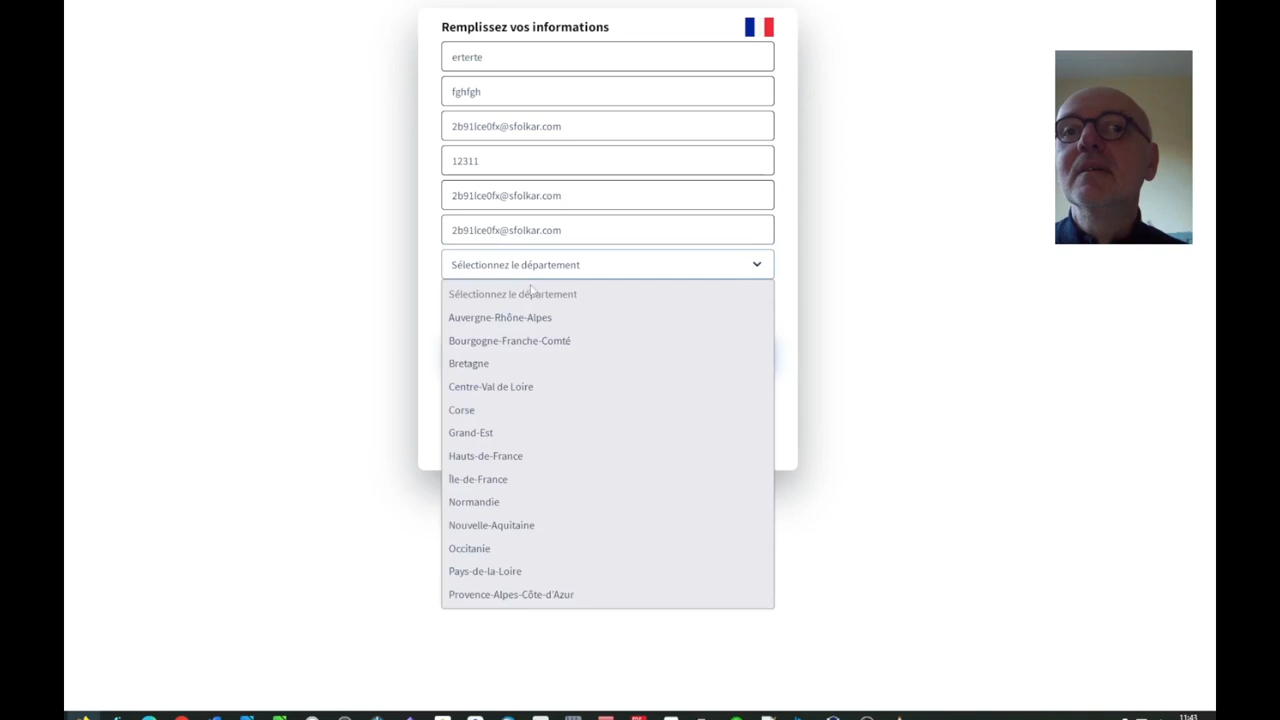 Remplissez vos informations
erterte
fghfgh
2b91lce0fx@sfolkar.com
12311
2b91lce0fx@sfolkar.com
2b91lce0fx@sfolkar.com
Sélectionnez le département
Sélectionnez le département
Auvergne-Rhône-Alpes
Bourgogne-Franche-Comté
Bretagne
Centre-Val de Loire
Corse
Grand-Est
Hauts-de-France
Île-de-France
Normandie
Nouvelle-Aquitaine
Occitanie
Pays-de-la-Loire
Provence-Alpes-Côte-d'Azur
11:43